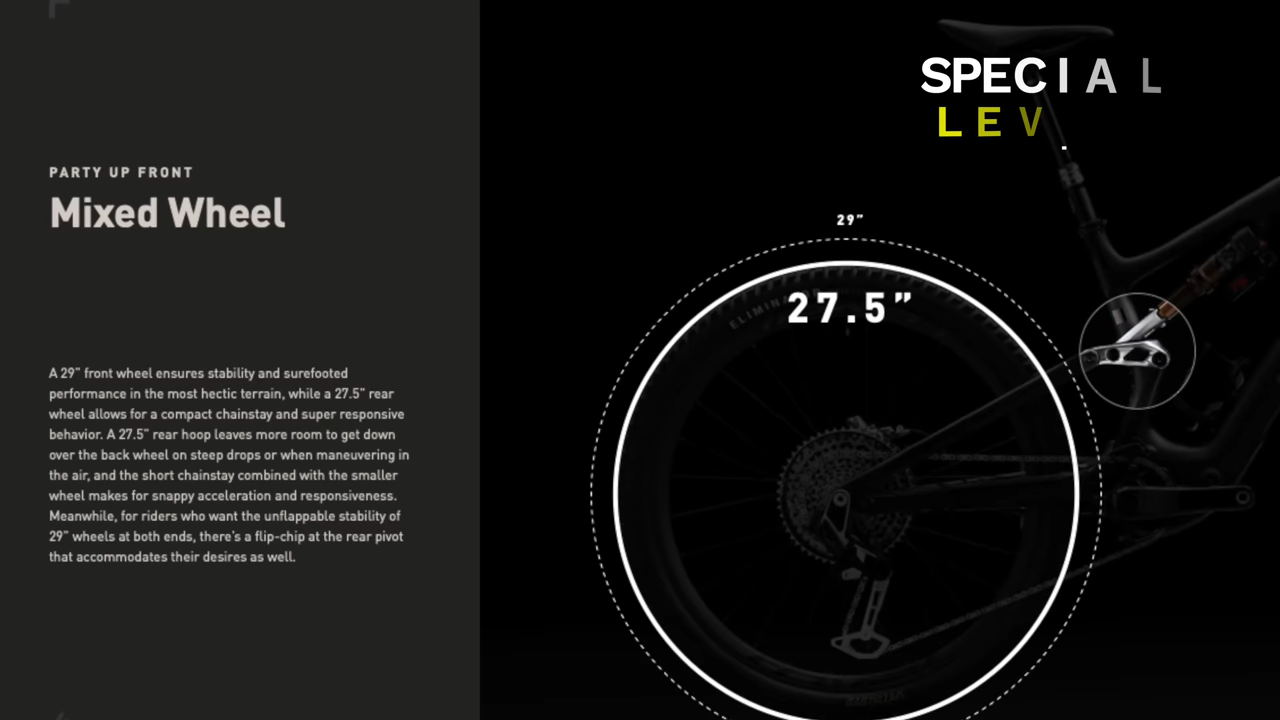 SPECIAL
LEV
PARTY UP FRONT
Mixed Wheel
29”
27.5”
A 29” front wheel ensures stability and surefooted
performance in the most hectic terrain, while a 27.5” rear
wheel allows for a compact chainstay and super responsive
behavior. A 27.5” rear hoop leaves more room to get down
over the back wheel on steep drops or when maneuvering in
the air, and the short chainstay combined with the smaller
wheel makes for snappy acceleration and responsiveness.
Meanwhile, for riders who want the unflappable stability of
29” wheels at both ends, there’s a flip-chip at the rear pivot
that accommodates their desires as well.